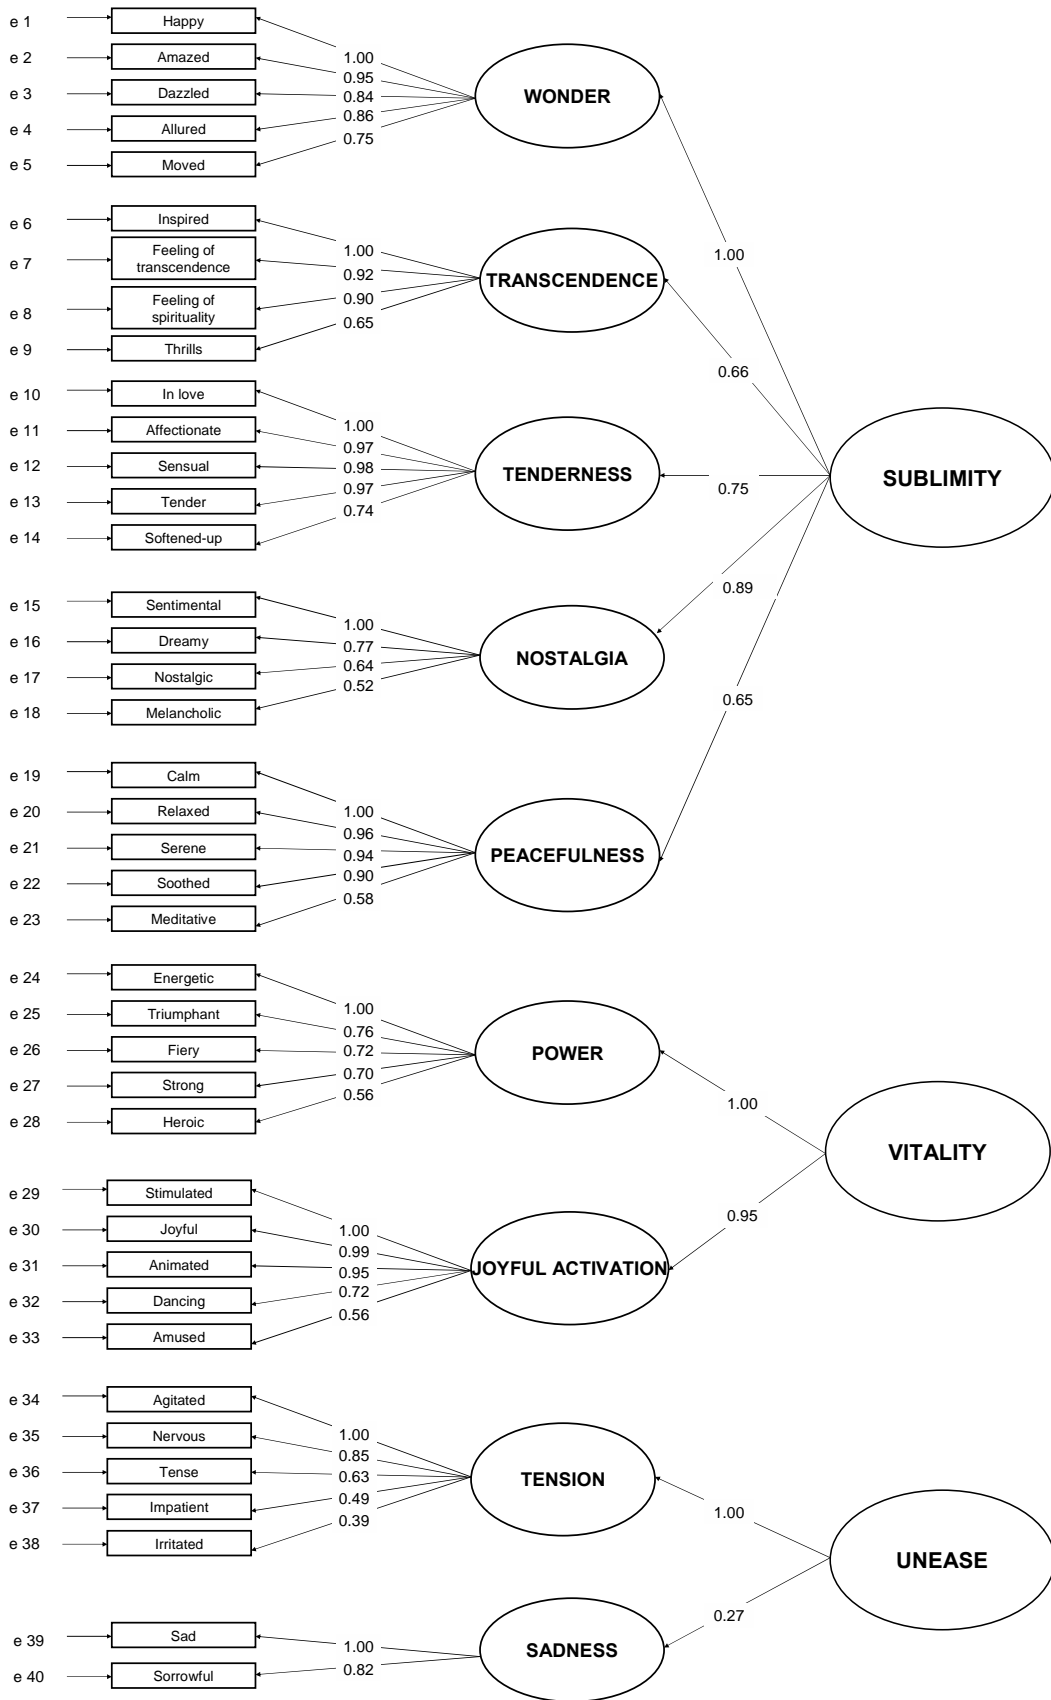 e 1
Happy
e 2
Amazed
e 3
Dazzled
e 4
Allured
e 5
Moved
1.00
0.95
0.84
0.86
0.75
WONDER
e 6
Inspired
e 7
Feeling of
transcendence
e 8
Feeling of
spirituality
e 9
Thrills
1.00
0.92
0.90
0.65
TRANSCENDENCE
e 10
In love
e 11
Affectionate
e 12
Sensual
e 13
Tender
e 14
Softened-up
1.00
0.97
0.98
0.97
0.74
TENDERNESS
e 15
Sentimental
e 16
Dreamy
e 17
Nostalgic
e 18
Melancholic
1.00
0.77
0.64
0.52
NOSTALGIA
e 19
Calm
e 20
Relaxed
e 21
Serene
e 22
Soothed
e 23
Meditative
1.00
0.96
0.94
0.90
0.58
PEACEFULNESS
1.00
0.66
0.75
0.89
0.65
SUBLIMITY
e 24
Energetic
e 25
Triumphant
e 26
Fiery
e 27
Strong
e 28
Heroic
1.00
0.76
0.72
0.70
0.56
POWER
e 29
Stimulated
e 30
Joyful
e 31
Animated
e 32
Dancing
e 33
Amused
1.00
0.99
0.95
0.72
0.56
JOYFUL ACTIVATION
1.00
0.95
VITALITY
e 34
Agitated
e 35
Nervous
e 36
Tense
e 37
Impatient
e 38
Irritated
1.00
0.85
0.63
0.49
0.39
TENSION
e 39
Sad
e 40
Sorrowful
1.00
0.82
SADNESS
1.00
0.27
UNEASE